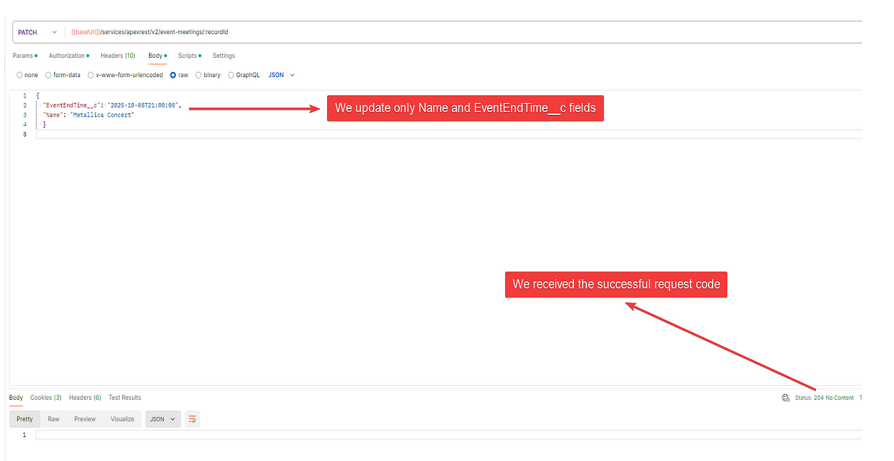 PATCH {{baseUrl}}/services/apexrest/v2/event-meetings/:recordId
Params Authorization Headers (10) Body Scripts Settings
none form-data x-www-form-urlencoded raw binary GraphQL JSON
1 {
2 "EventEndTime__c": "2025-10-08T21:00:00",
3 "Name": "Metallica Concert"
4 }
5
We update only Name and EventEndTime__c fields
We received the successful request code
Body Cookies (3) Headers (6) Test Results Status: 204 No Content
Pretty Raw Preview Visualize JSON
1